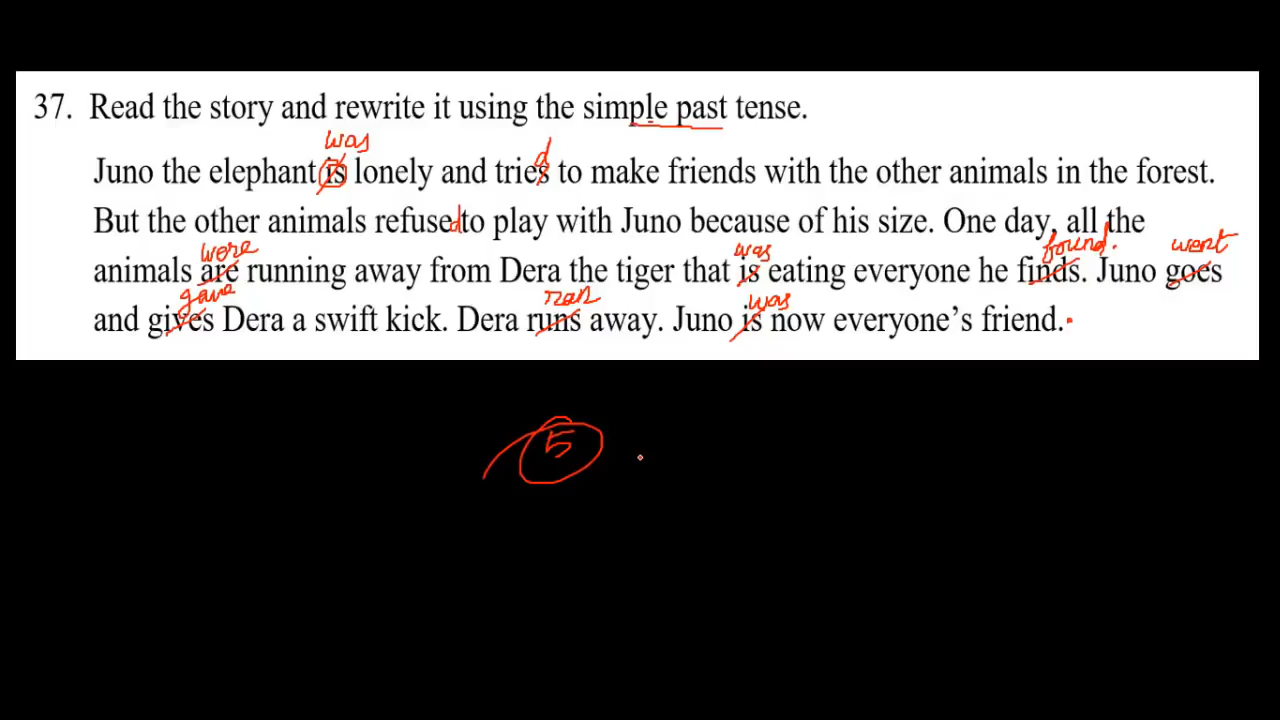 37. Read the story and rewrite it using the simple past tense.
was d
Juno the elephant is lonely and tries to make friends with the other animals in the forest.
But the other animals refused to play with Juno because of his size. One day, all the
were was found. went
animals are running away from Dera the tiger that is eating everyone he finds. Juno goes
gave ran was
and gives Dera a swift kick. Dera runs away. Juno is now everyone’s friend.
5